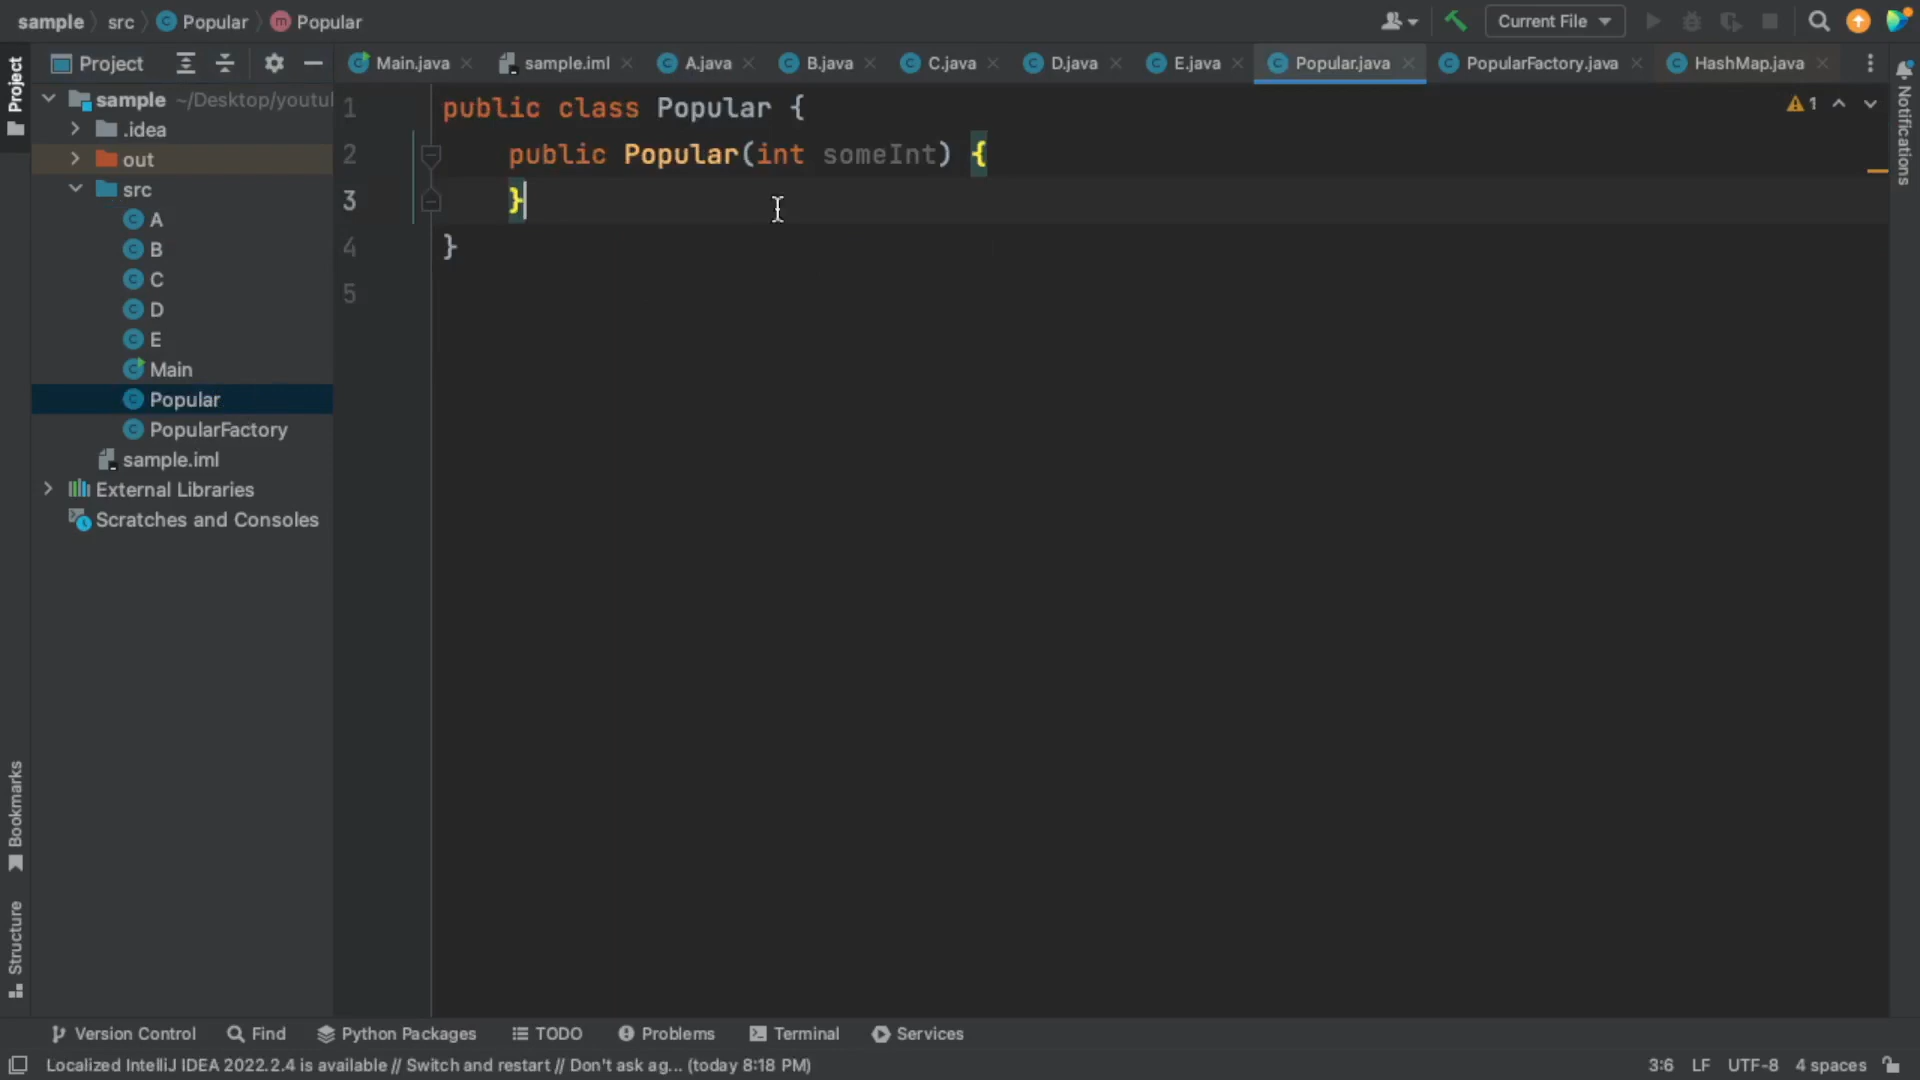 sample src Popular Popular
Current File
Project
Main.java sample.iml A.java B.java C.java D.java E.java Popular.java PopularFactory.java HashMap.java
Project
sample ~/Desktop/youtul
.idea
out
src
A
B
C
D
E
Main
Popular
PopularFactory
sample.iml
External Libraries
Scratches and Consoles
1 public class Popular {
2 public Popular(int someInt) {
3 }
4 }
5
1
Notifications
Bookmarks
Structure
Version Control Find Python Packages TODO Problems Terminal Services
Localized IntelliJ IDEA 2022.2.4 is available // Switch and restart // Don't ask ag... (today 8:18 PM) 3:6 LF UTF-8 4 spaces